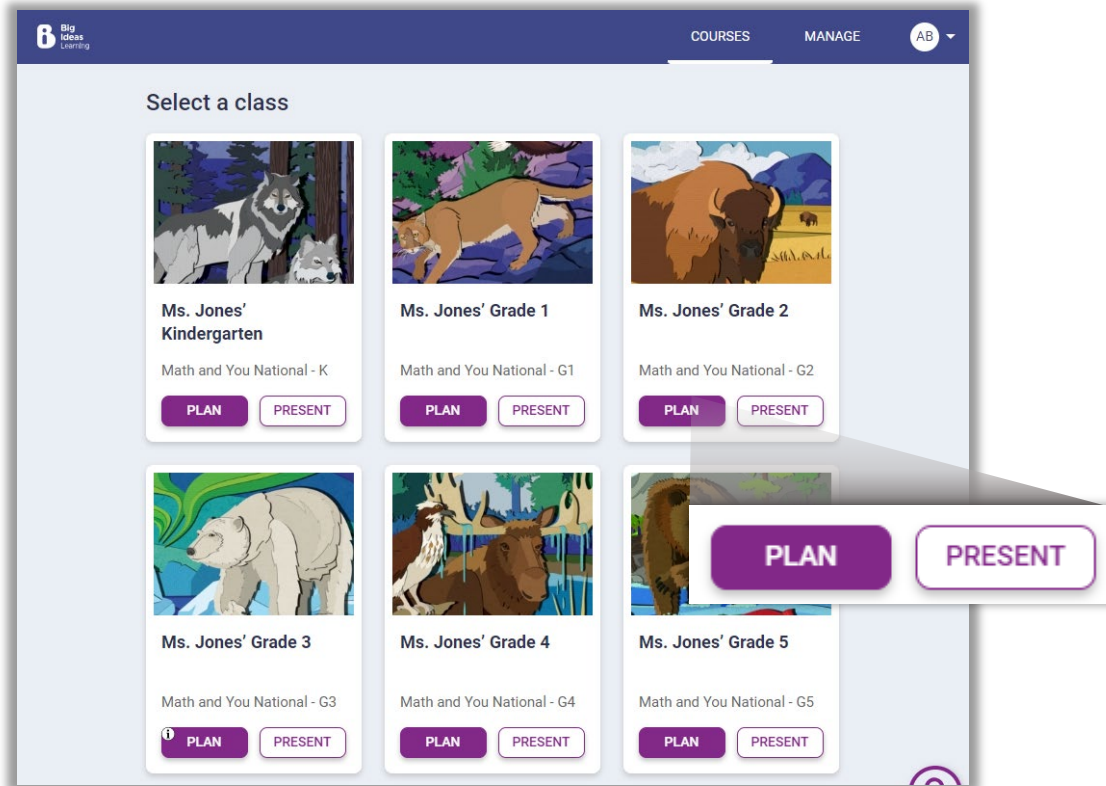 Big
Ideas
Learning
COURSES
MANAGE
AB
Select a class
Ms. Jones’
Kindergarten
Math and You National - K
PLAN
PRESENT
Ms. Jones’ Grade 1
Math and You National - G1
PLAN
PRESENT
Ms. Jones’ Grade 2
Math and You National - G2
PLAN
PRESENT
Ms. Jones’ Grade 3
Math and You National - G3
i
PLAN
PRESENT
Ms. Jones’ Grade 4
Math and You National - G4
PLAN
PRESENT
Ms. Jones’ Grade 5
Math and You National - G5
PLAN
PRESENT
PLAN
PRESENT